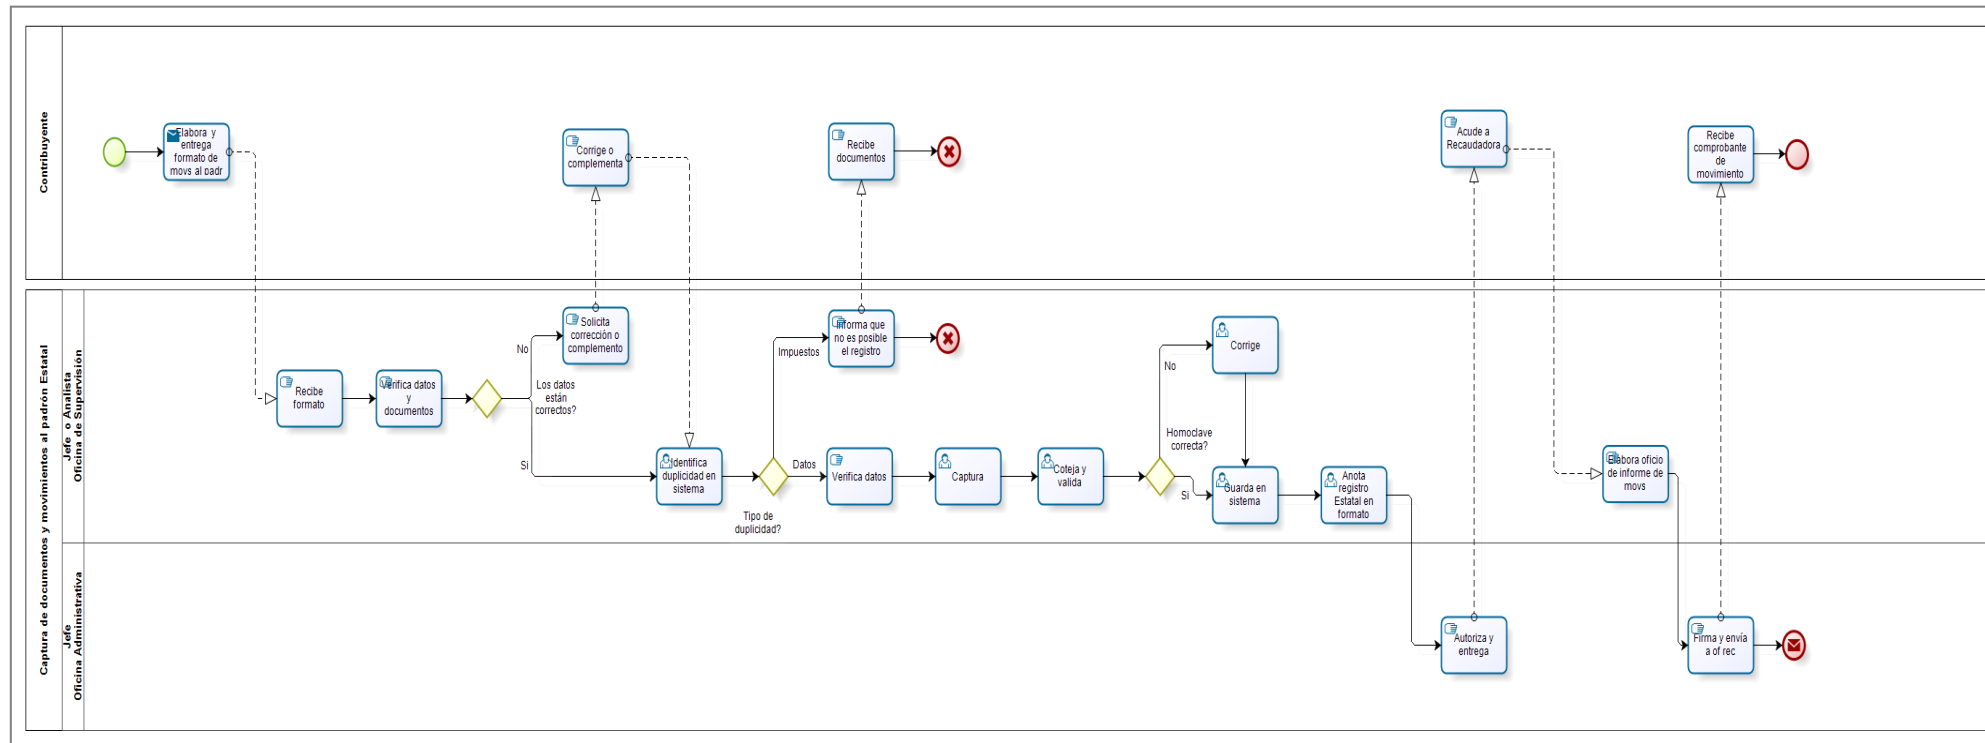 Contribuyente
Elabora y
entrega
formato de
movs al padr
Corrige o
complementa
Recibe
documentos
Acude a
Recaudadora
Recibe
comprobante
de
movimiento
Captura de documentos y movimientos al padrón Estatal
Jefe o Analista
Oficina de Supervisión
Recibe
formato
Verifica datos
y
documentos
No
Los datos
están
correctos?
Si
Solicita
corrección o
complemento
Identifica
duplicidad en
sistema
Impuestos
Datos
Tipo de
duplicidad?
Informa que
no es posible
el registro
Verifica datos
Captura
Coteja y
valida
No
Homoclave
correcta?
Si
Corrige
Guarda en
sistema
Anota
registro
Estatal en
formato
Elabora oficio
de informe de
movs
Jefe
Oficina Administrativa
Autoriza y
entrega
Firma y envía
a of rec